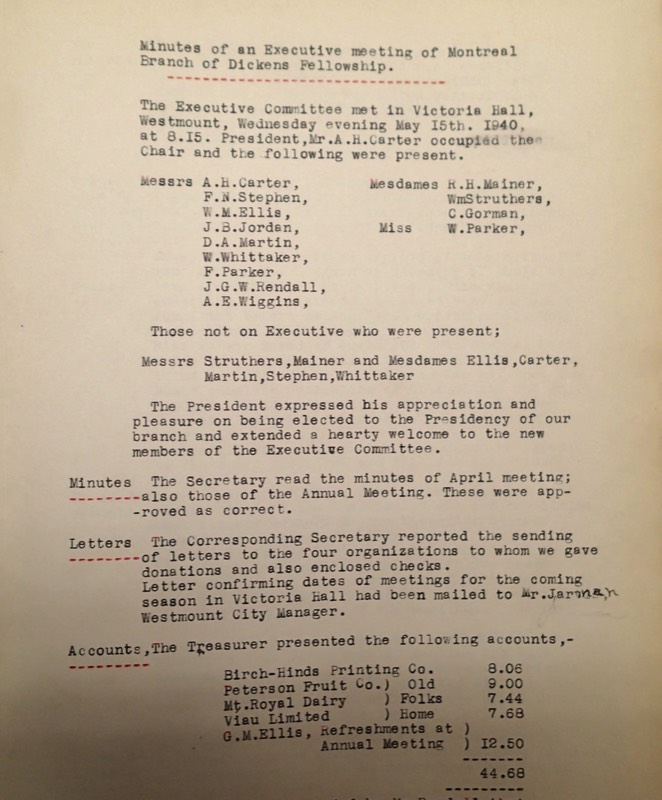 Minutes of an Executive meeting of Montreal
Branch of Dickens Fellowship.
The Executive Committee met in Victoria Hall,
Westmount, Wednesday evening May I5th. I940,
at 8.I5. President,Mr.A.H.Carter occupied the
Chair and the following were present.
Messrs A.H.Carter, Mesdames R.H.Mainer,
F.N.Stephen, WmStruthers,
W.M.Ellis, C.Gorman,
J.B.Jordan, Miss W.Parker,
D.A.Martin,
W.Whittaker,
F.Parker,
J.G.W.Rendall,
A.E.Wiggins,
Those not on Executive who were present;
Messrs Struthers,Mainer and Mesdames Ellis,Carter,
Martin,Stephen,Whittaker
The President expressed his appreciation and
pleasure on being elected to the Presidency of our
branch and extended a hearty welcome to the new
members of the Executive Committee.
Minutes The Secretary read the minutes of April meeting;
--------also those of the Annual Meeting. These were app-
-roved as correct.
Letters The Corresponding Secretary reported the sending
--------of letters to the four organizations to whom we gave
donations and also enclosed checks.
Letter confirming dates of meetings for the coming
season in Victoria Hall had been mailed to Mr.Jarman
Westmount City Manager.
Accounts,The Treasurer presented the following accounts,-
Birch-Hinds Printing Co. 8.06
Peterson Fruit Co.) Old 9.00
Mt.Royal Dairy ) Folks 7.44
Viau Limited ) Home 7.68
G.M.Ellis, Refreshments at )
Annual Meeting ) I2.50
-------
44.68
---------